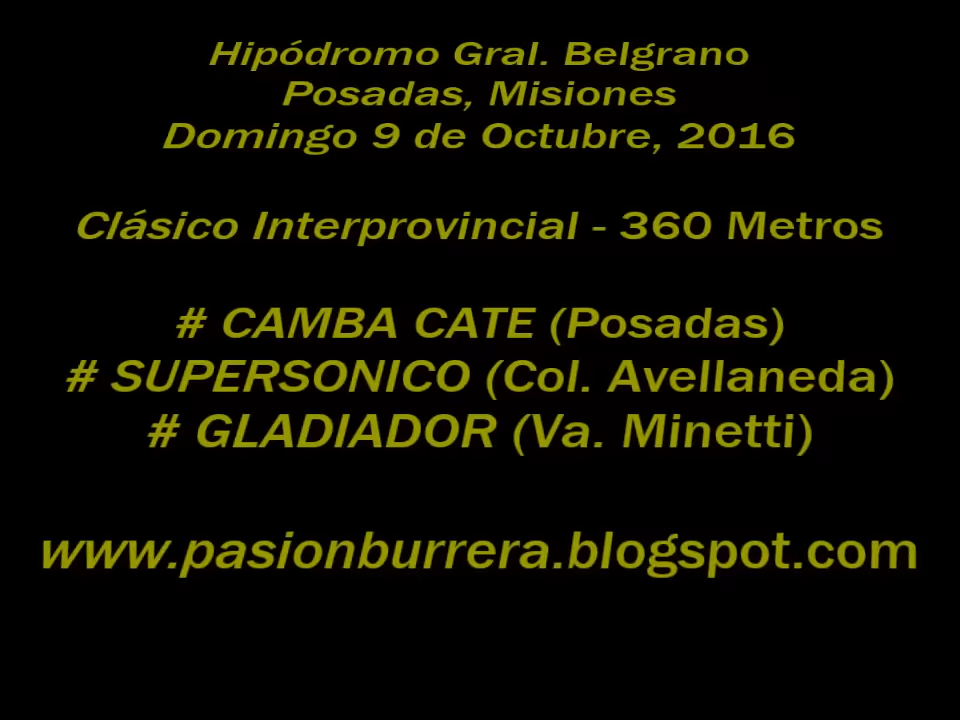 Hipódromo Gral. Belgrano
Posadas, Misiones
Domingo 9 de Octubre, 2016
Clásico Interprovincial - 360 Metros
# CAMBA CATE (Posadas)
# SUPERSONICO (Col. Avellaneda)
# GLADIADOR (Va. Minetti)
www.pasionburrera.blogspot.com